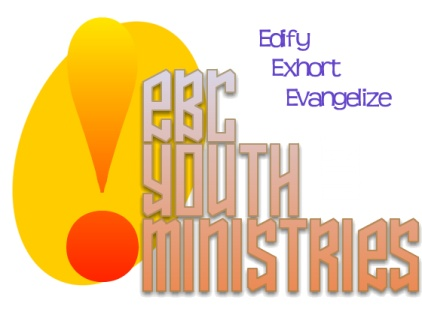 Edify
Exhort
Evangelize
EBC
YOUTH
MINISTRIES